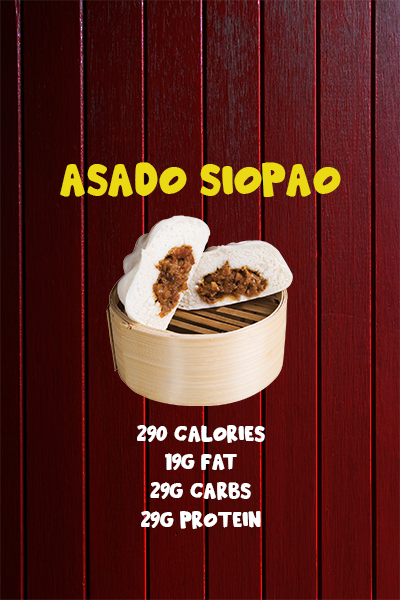 ASADO SIOPAO
290 CALORIES
19G FAT
29G CARBS
29G PROTEIN